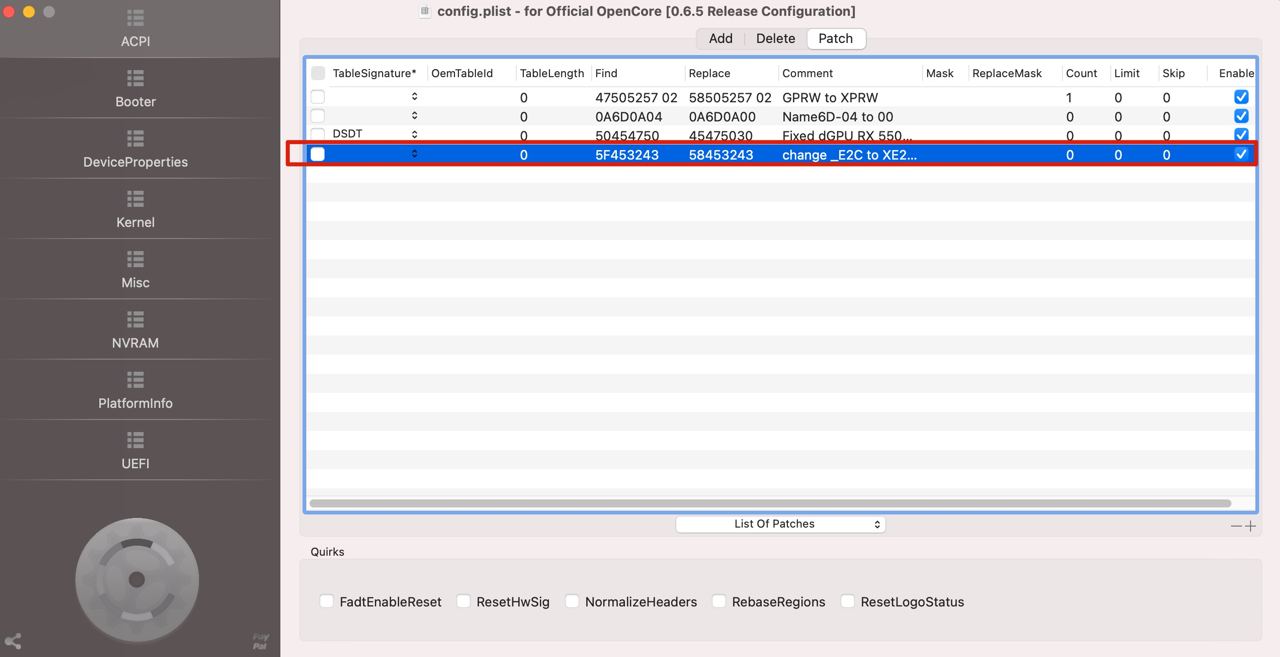 config.plist - for Official OpenCore [0.6.5 Release Configuration]
ACPI
Booter
DeviceProperties
Kernel
Misc
NVRAM
PlatformInfo
UEFI
Pay
Pal
Add Delete Patch
TableSignature* OemTableId TableLength Find Replace Comment Mask ReplaceMask Count Limit Skip Enable
0 47505257 02 58505257 02 GPRW to XPRW 1 0 0
0 0A6D0A04 0A6D0A00 Name6D-04 to 00 0 0 0
DSDT 0 50454750 45475030 Fixed dGPU RX 550... 0 0 0
0 5F453243 58453243 change _E2C to XE2... 0 0 0
List Of Patches
Quirks
FadtEnableReset ResetHwSig NormalizeHeaders RebaseRegions ResetLogoStatus